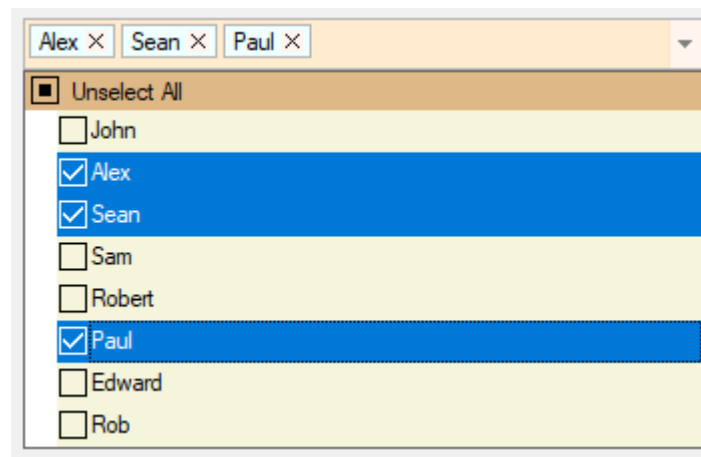 Alex Sean Paul
Unselect All
John
Alex
Sean
Sam
Robert
Paul
Edward
Rob